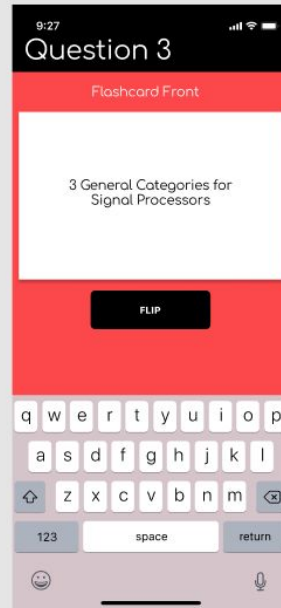 9:27
Question 3
Flashcard Front
3 General Categories for
Signal Processors
FLIP
q w e r t y u i o p
a s d f g h j k l
z x c v b n m
123 space return